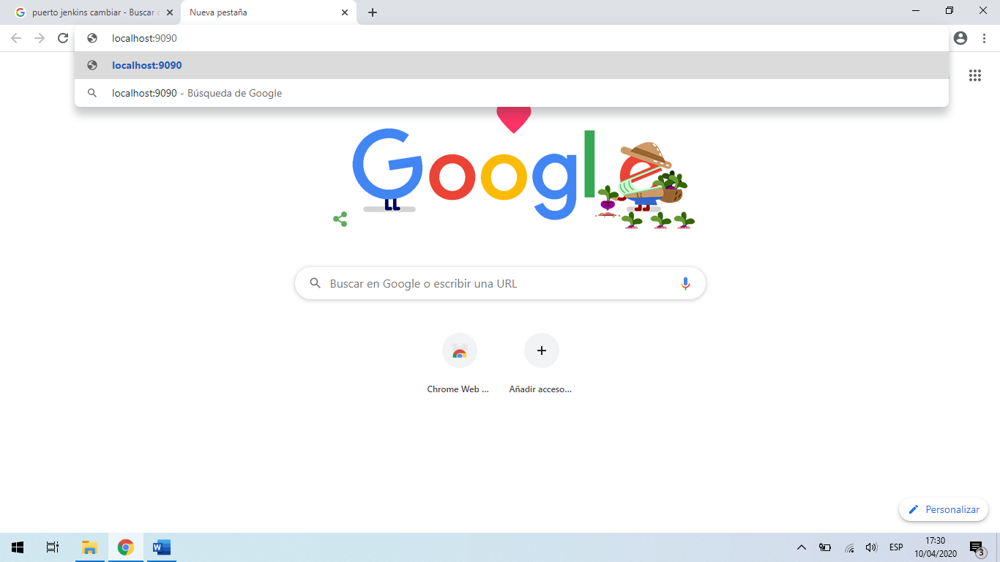 puerto jenkins cambiar - Buscar
Nueva pestaña
localhost:9090
localhost:9090
localhost:9090 - Búsqueda de Google
Google
Buscar en Google o escribir una URL
Chrome Web ...
Añadir acceso...
Personalizar
ESP
17:30
10/04/2020
3